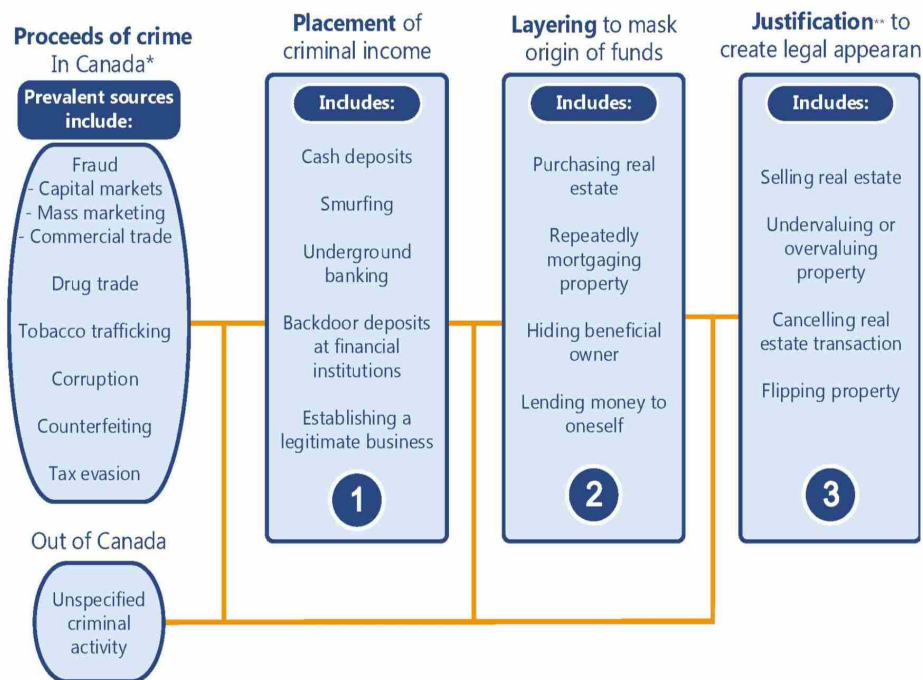 Proceeds of crime
In Canada*
Prevalent sources
include:
Fraud
- Capital markets
- Mass marketing
- Commercial trade
Drug trade
Tobacco trafficking
Corruption
Counterfeiting
Tax evasion
Out of Canada
Unspecified
criminal
activity
Placement of
criminal income
Includes:
Cash deposits
Smurfing
Underground
banking
Backdoor deposits
at financial
institutions
Establishing a
legitimate business
1
Layering to mask
origin of funds
Includes:
Purchasing real
estate
Repeatedly
mortgaging
property
Hiding beneficial
owner
Lending money to
oneself
2
Justification** to
create legal appearan
Includes:
Selling real estate
Undervaluing or
overvaluing
property
Cancelling real
estate transaction
Flipping property
3